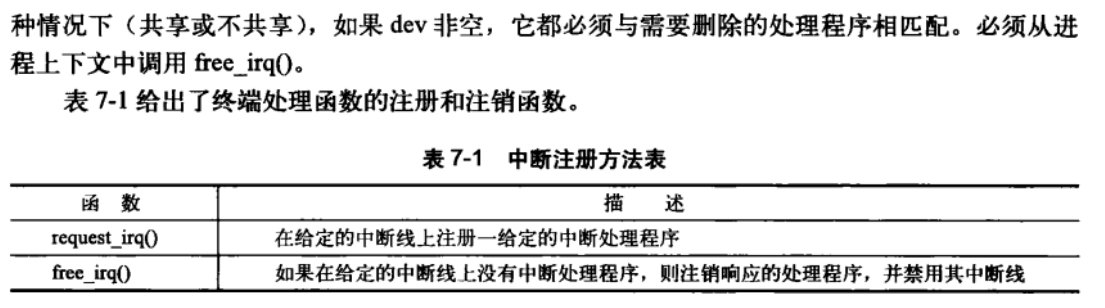 种情况下（共享或不共享），如果 dev 非空，它都必须与需要删除的处理程序相匹配。必须从进
程上下文中调用 free_irq()。
表 7-1 给出了终端处理函数的注册和注销函数。
表 7-1 中断注册方法表
函 数 描 述
request_irq() 在给定的中断线上注册一给定的中断处理程序
free_irq() 如果在给定的中断线上没有中断处理程序，则注销响应的处理程序，并禁用其中断线